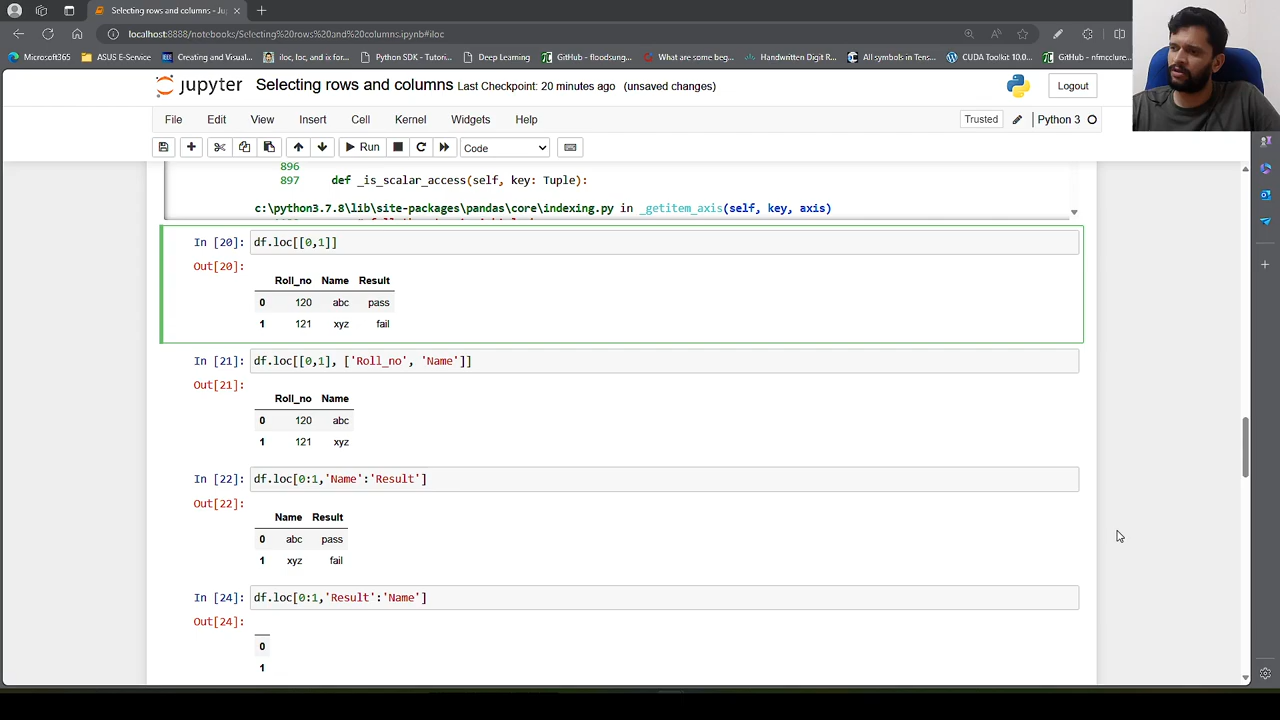 Selecting rows and columns - Ju
localhost:8888/notebooks/Selecting%20rows%20and%20columns.ipynb#iloc
Microsoft365
ASUS E-Service
Creating and Visual...
iloc, loc, and ix for...
Python SDK - Tutori...
Deep Learning
GitHub - floodsung...
What are some beg...
Handwritten Digit R...
All symbols in Tens...
CUDA Toolkit 10.0...
GitHub - nfmcclure...
jupyter Selecting rows and columns Last Checkpoint: 20 minutes ago (unsaved changes)
Logout
File Edit View Insert Cell Kernel Widgets Help
Trusted
Python 3
Run
Code
896
897 def _is_scalar_access(self, key: Tuple):
c:\python3.7.8\lib\site-packages\pandas\core\indexing.py in _getitem_axis(self, key, axis)
In [20]: df.loc[[0,1]]
Out[20]:
Roll_no Name Result
0 120 abc pass
1 121 xyz fail
In [21]: df.loc[[0,1], ['Roll_no', 'Name']]
Out[21]:
Roll_no Name
0 120 abc
1 121 xyz
In [22]: df.loc[0:1,'Name':'Result']
Out[22]:
Name Result
0 abc pass
1 xyz fail
In [24]: df.loc[0:1,'Result':'Name']
Out[24]:
0
1